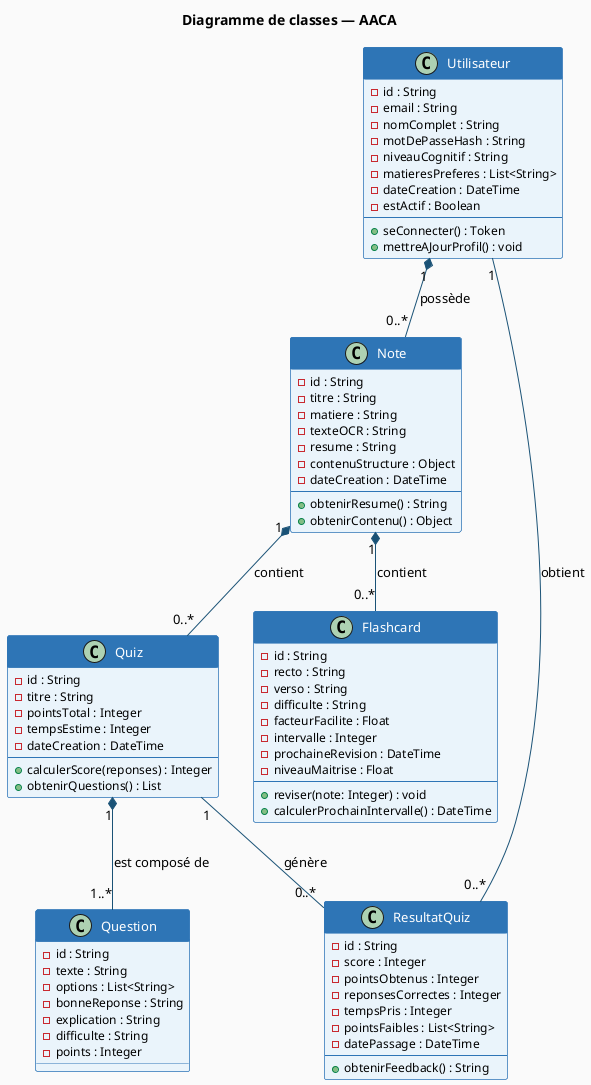 Diagramme de classes — AACA
C Utilisateur
id : String
email : String
nomComplet : String
motDePasseHash : String
niveauCognitif : String
matieresPreferes : List<String>
dateCreation : DateTime
estActif : Boolean
seConnecter() : Token
mettreAJourProfil() : void
1
1
possède
0..*
C Note
id : String
titre : String
matiere : String
texteOCR : String
resume : String
contenuStructure : Object
dateCreation : DateTime
obtenirResume() : String
obtenirContenu() : Object
1
1
contient
contient
obtient
0..*
0..*
C Quiz
id : String
titre : String
pointsTotal : Integer
tempsEstime : Integer
dateCreation : DateTime
calculerScore(reponses) : Integer
obtenirQuestions() : List
C Flashcard
id : String
recto : String
verso : String
difficulte : String
facteurFacilite : Float
intervalle : Integer
prochaineRevision : DateTime
niveauMaitrise : Float
reviser(note: Integer) : void
calculerProchainIntervalle() : DateTime
1
1
est composé de
génère
1..*
0..*
0..*
C Question
id : String
texte : String
options : List<String>
bonneReponse : String
explication : String
difficulte : String
points : Integer
C ResultatQuiz
id : String
score : Integer
pointsObtenus : Integer
reponsesCorrectes : Integer
tempsPris : Integer
pointsFaibles : List<String>
datePassage : DateTime
obtenirFeedback() : String